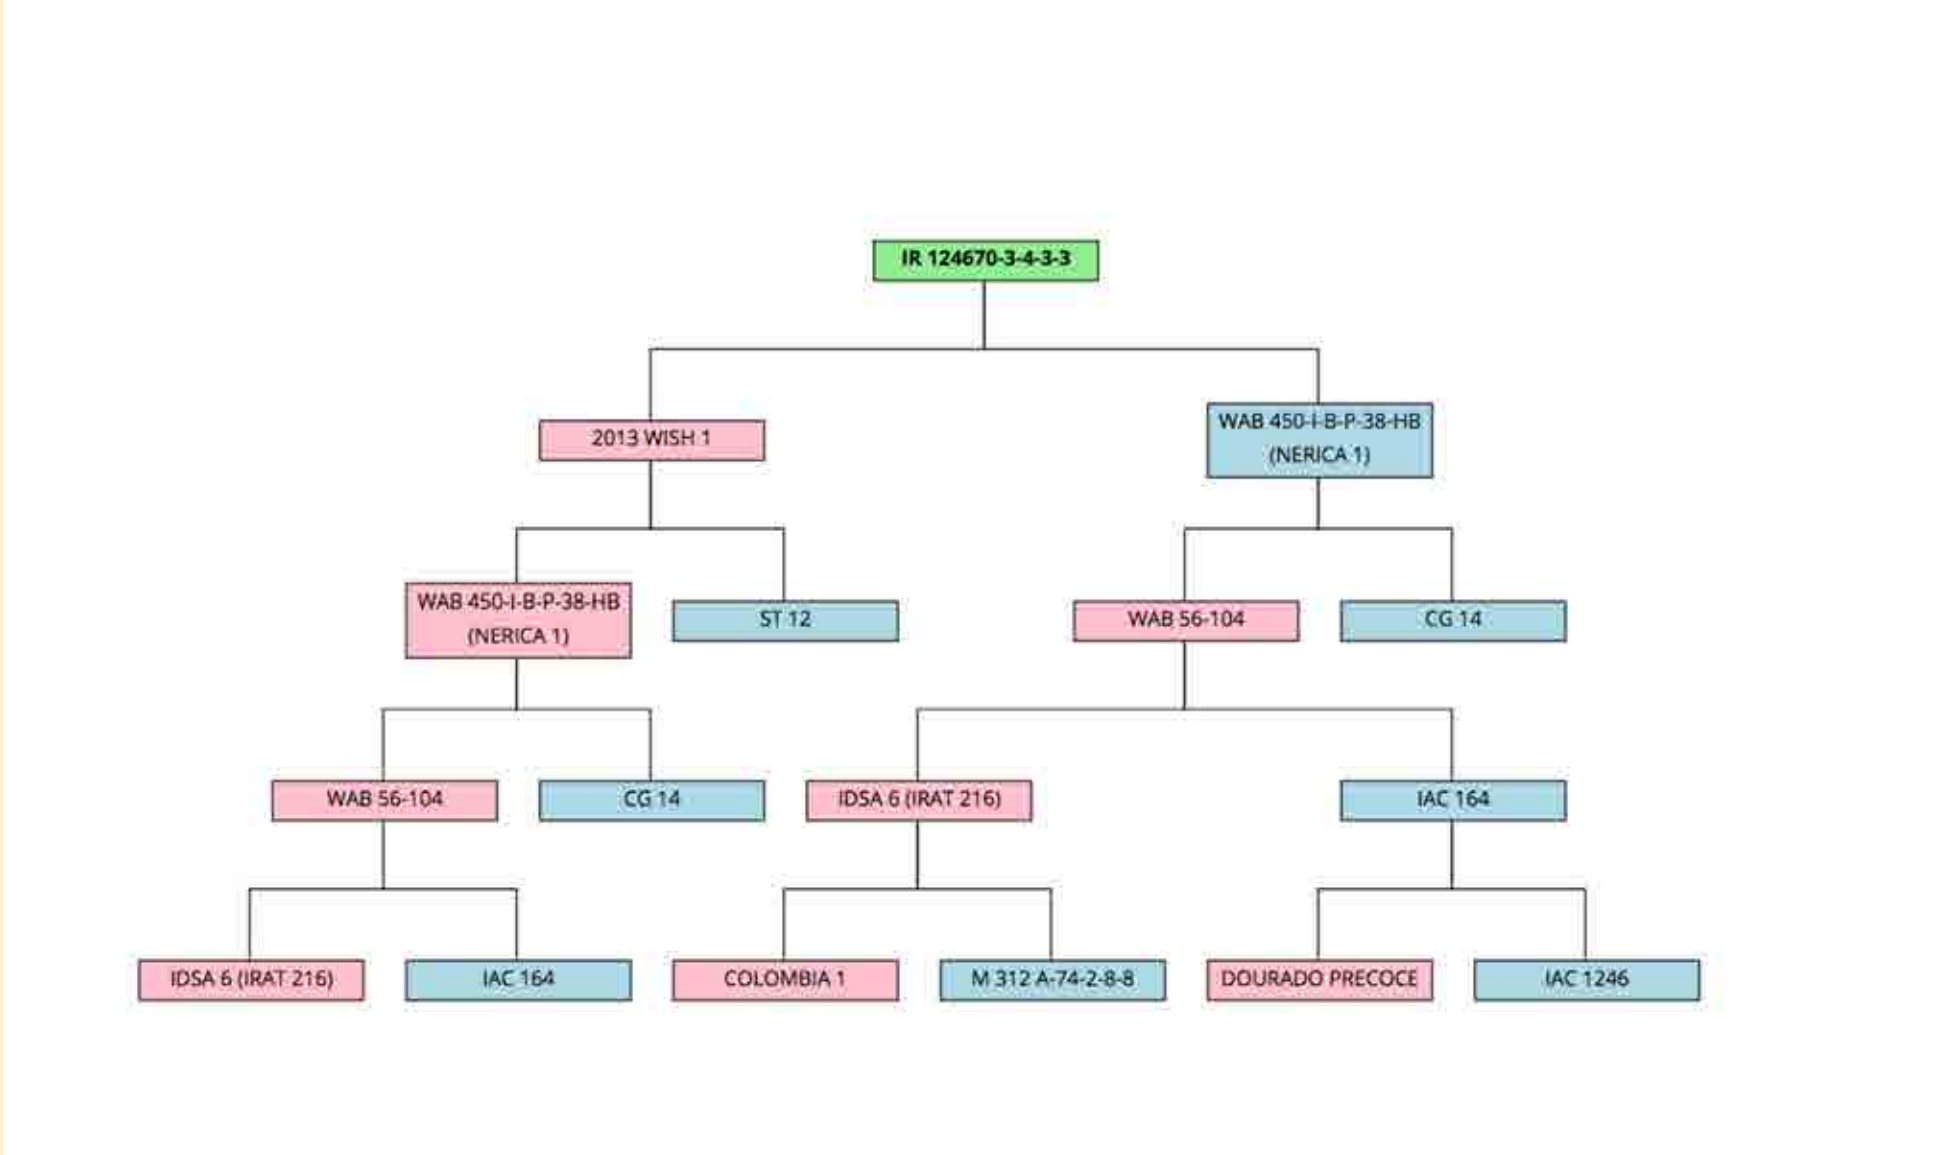 IR 124670-3-4-3-3
2013 WISH 1
WAB 450-I-B-P-38-HB
(NERICA 1)
WAB 450-I-B-P-38-HB
(NERICA 1)
ST 12
WAB 56-104
CG 14
WAB 56-104
CG 14
IDSA 6 (IRAT 216)
IAC 164
IDSA 6 (IRAT 216)
IAC 164
COLOMBIA 1
M 312 A-74-2-8-8
DOURADO PRECOCE
IAC 1246